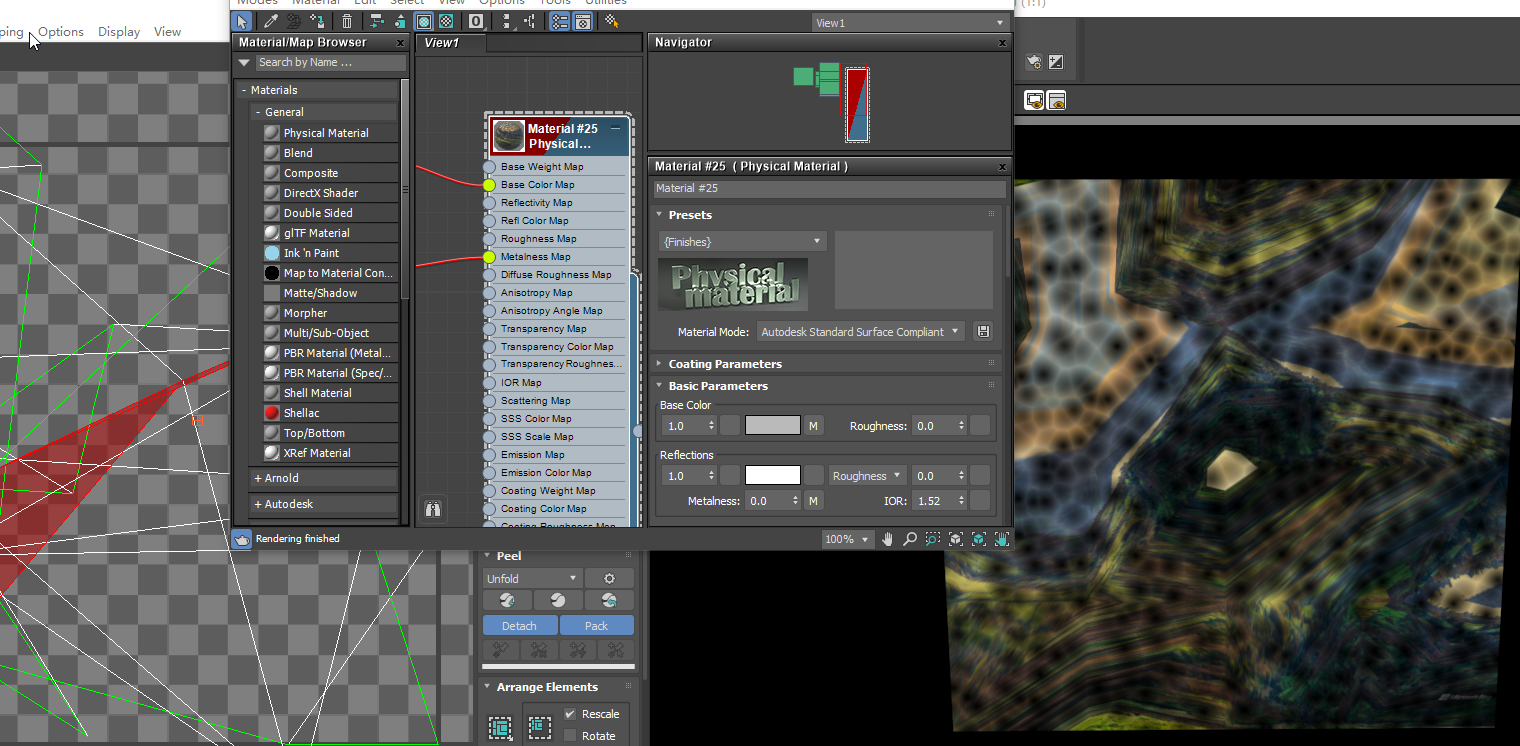 Modes Material Edit Select View Options Tools Utilities
(1:1)
ping Options Display View
View1
Material/Map Browser x
Search by Name ...
- Materials
- General
Physical Material
Blend
Composite
DirectX Shader
Double Sided
glTF Material
Ink 'n Paint
Map to Material Con...
Matte/Shadow
Morpher
Multi/Sub-Object
PBR Material (Metal...
PBR Material (Spec/...
Shell Material
Shellac
Top/Bottom
XRef Material
+ Arnold
+ Autodesk
View1
Material #25
Physical...
Base Weight Map
Base Color Map
Reflectivity Map
Refl Color Map
Roughness Map
Metalness Map
Diffuse Roughness Map
Anisotropy Map
Anisotropy Angle Map
Transparency Map
Transparency Color Map
Transparency Roughnes...
IOR Map
Scattering Map
SSS Color Map
SSS Scale Map
Emission Map
Emission Color Map
Coating Weight Map
Coating Color Map
Coating Roughness Map
Navigator x
Material #25 ( Physical Material ) x
Material #25
Presets
{Finishes}
Physical material
Material Mode: Autodesk Standard Surface Compliant
Coating Parameters
Basic Parameters
Base Color
1.0 M Roughness: 0.0
Reflections
1.0 Roughness 0.0
Metalness: 0.0 M IOR: 1.52
Rendering finished
100%
Peel
Unfold
Detach Pack
Arrange Elements
Rescale
Rotate